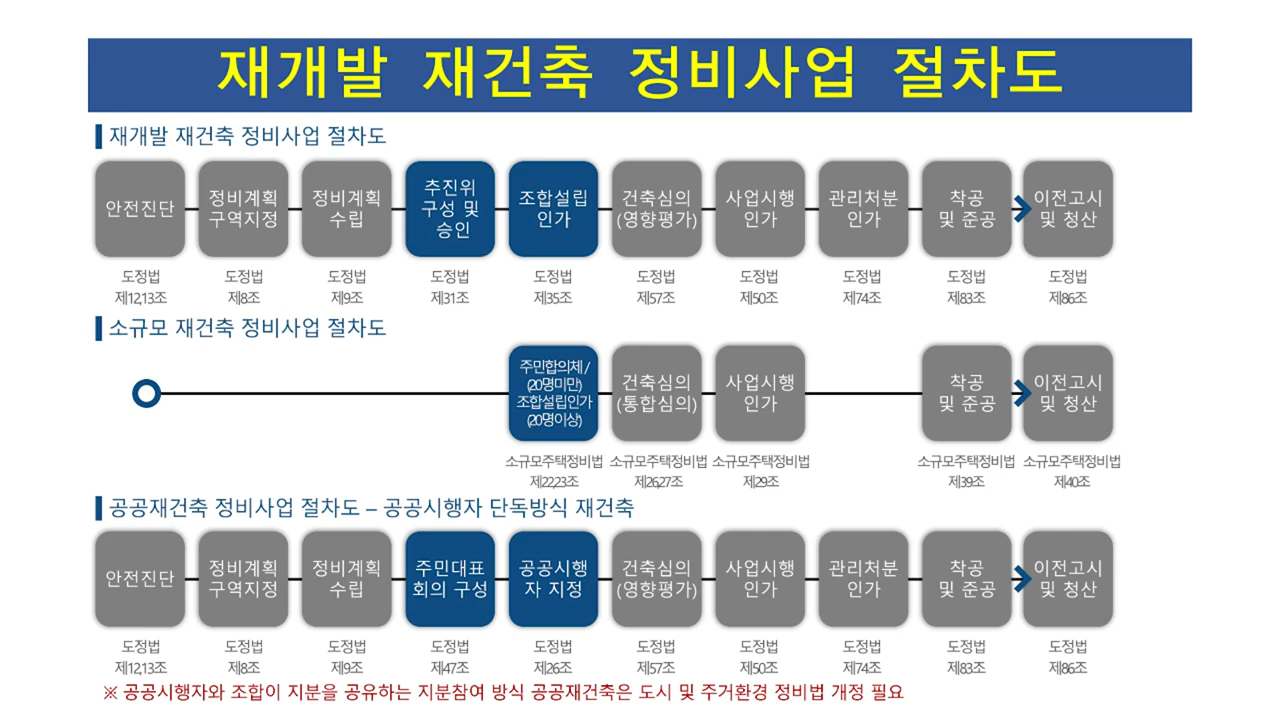 재개발 재건축 정비사업 절차도
재개발 재건축 정비사업 절차도
안전진단
정비계획
구역지정
정비계획
수립
추진위
구성 및
승인
조합설립
인가
건축심의
(영향평가)
사업시행
인가
관리처분
인가
착공
및 준공
이전고시
및 청산
도정법
제12,13조
도정법
제8조
도정법
제9조
도정법
제31조
도정법
제35조
도정법
제57조
도정법
제50조
도정법
제74조
도정법
제83조
도정법
제86조
소규모 재건축 정비사업 절차도
주민합의체 /
(20명미만)
조합설립인가
(20명이상)
건축심의
(통합심의)
사업시행
인가
착공
및 준공
이전고시
및 청산
소규모주택정비법
제22,23조
소규모주택정비법
제26,27조
소규모주택정비법
제29조
소규모주택정비법
제39조
소규모주택정비법
제40조
공공재건축 정비사업 절차도 – 공공시행자 단독방식 재건축
안전진단
정비계획
구역지정
정비계획
수립
주민대표
회의 구성
공공시행
자 지정
건축심의
(영향평가)
사업시행
인가
관리처분
인가
착공
및 준공
이전고시
및 청산
도정법
제12,13조
도정법
제8조
도정법
제9조
도정법
제47조
도정법
제26조
도정법
제57조
도정법
제50조
도정법
제74조
도정법
제83조
도정법
제86조
※ 공공시행자와 조합이 지분을 공유하는 지분참여 방식 공공재건축은 도시 및 주거환경 정비법 개정 필요